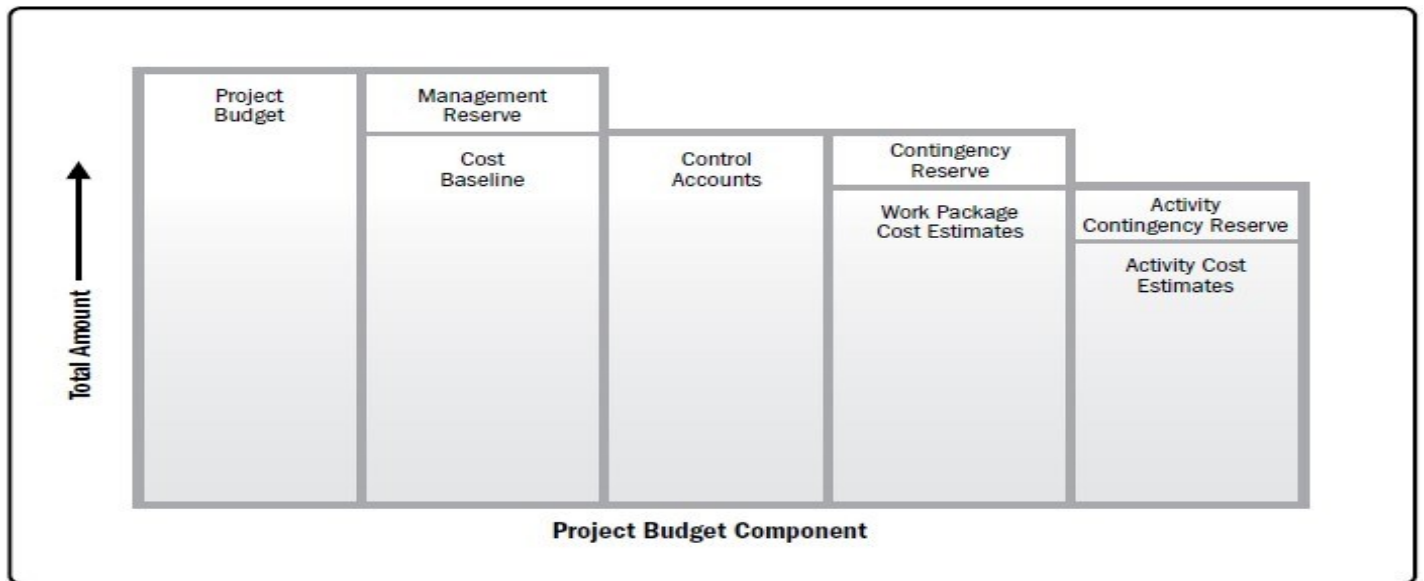 Project
Budget
Management
Reserve
Cost
Baseline
Control
Accounts
Contingency
Reserve
Work Package
Cost Estimates
Activity
Contingency Reserve
Activity Cost
Estimates
Total Amount
Project Budget Component